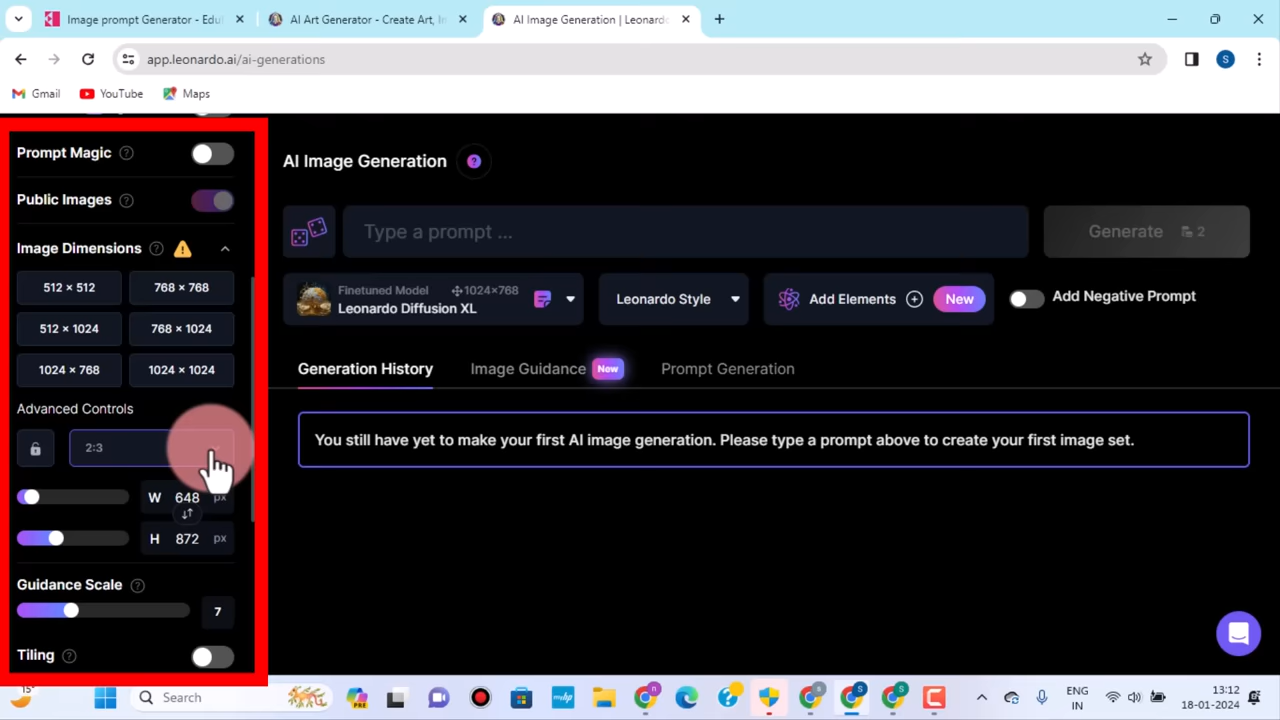 Image prompt Generator - Edu
AI Art Generator - Create Art, In
AI Image Generation | Leonardo
app.leonardo.ai/ai-generations
S
Gmail
YouTube
Maps
Prompt Magic ?
Public Images ?
Image Dimensions ?
512 × 512
768 × 768
512 × 1024
768 × 1024
1024 × 768
1024 × 1024
Advanced Controls
2:3
W 648 px
H 872 px
Guidance Scale ?
7
Tiling ?
AI Image Generation ?
Type a prompt ...
Generate 2
Finetuned Model 1024×768
Leonardo Diffusion XL
Leonardo Style
Add Elements
New
Add Negative Prompt
Generation History
Image Guidance
New
Prompt Generation
You still have yet to make your first AI image generation. Please type a prompt above to create your first image set.
15°
Search
PRE
ENG
IN
13:12
18-01-2024